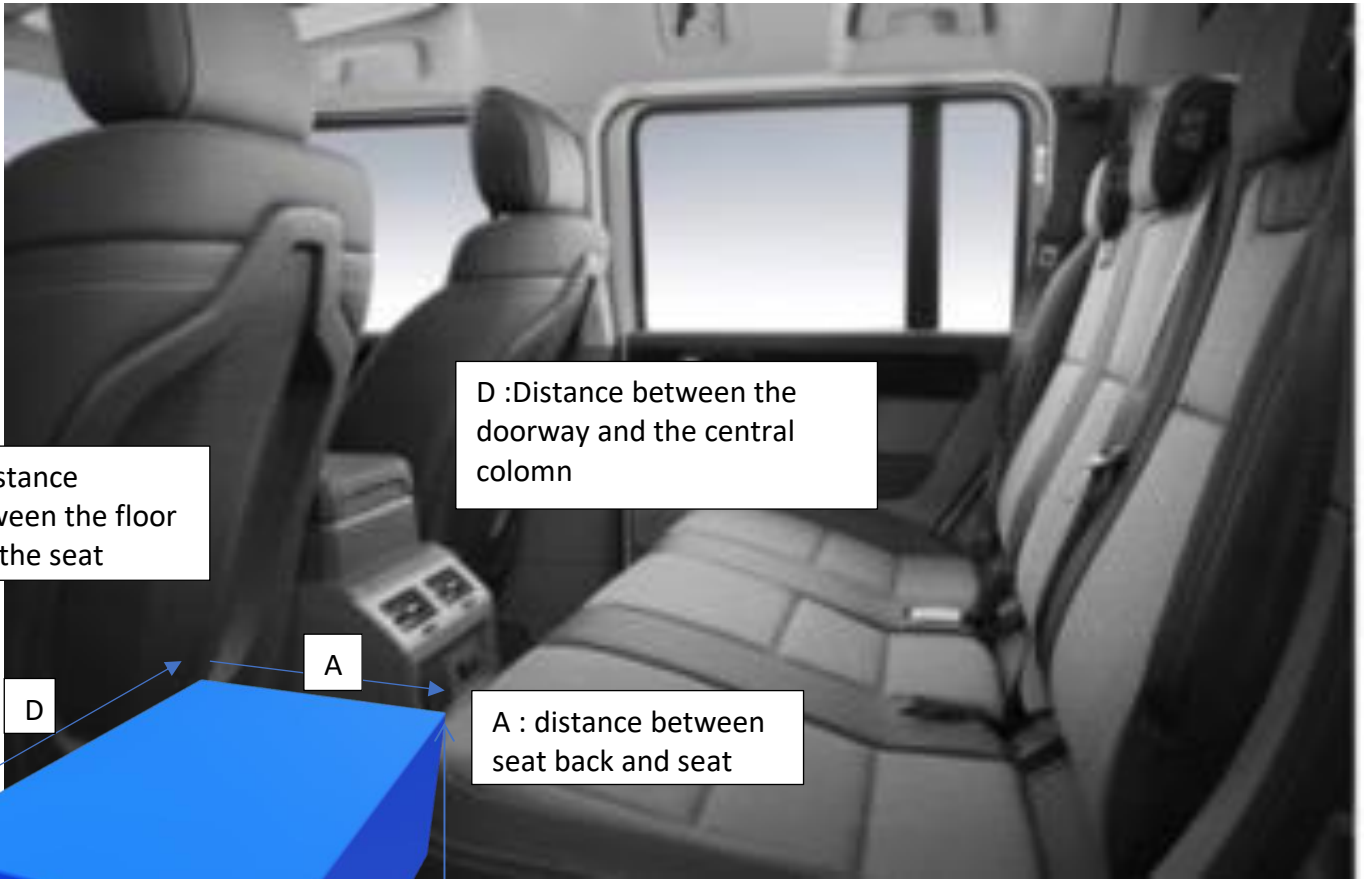 D :Distance between the
doorway and the central
colomn
stance
ween the floor
the seat
A
D
A : distance between
seat back and seat